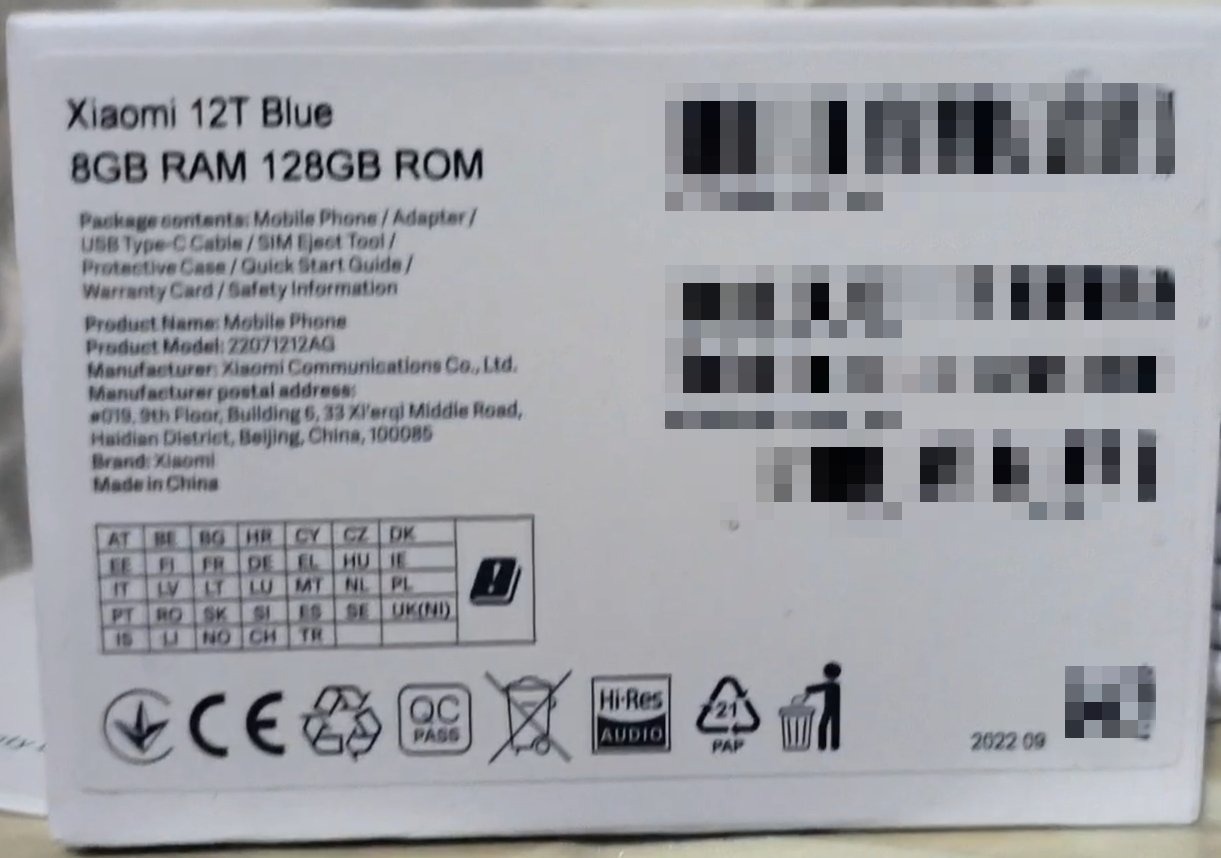 Xiaomi 12T Blue
8GB RAM 128GB ROM
Package contents: Mobile Phone / Adapter /
USB Type-C Cable / SIM Eject Tool /
Protective Case / Quick Start Guide /
Warranty Card / Safety Information
Product Name: Mobile Phone
Product Model: 22071212AG
Manufacturer: Xiaomi Communications Co., Ltd.
Manufacturer postal address:
#019, 9th Floor, Building 6, 33 Xi'erqi Middle Road,
Haidian District, Beijing, China, 100085
Brand: Xiaomi
Made in China
AT BE BG HR CY CZ DK
EE FI FR DE EL HU IE
IT LV LT LU MT NL PL
PT RO SK SI ES SE UK(NI)
IS LI NO CH TR
CE
QC
PASS
Hi-Res
AUDIO
21
PAP
2022 09